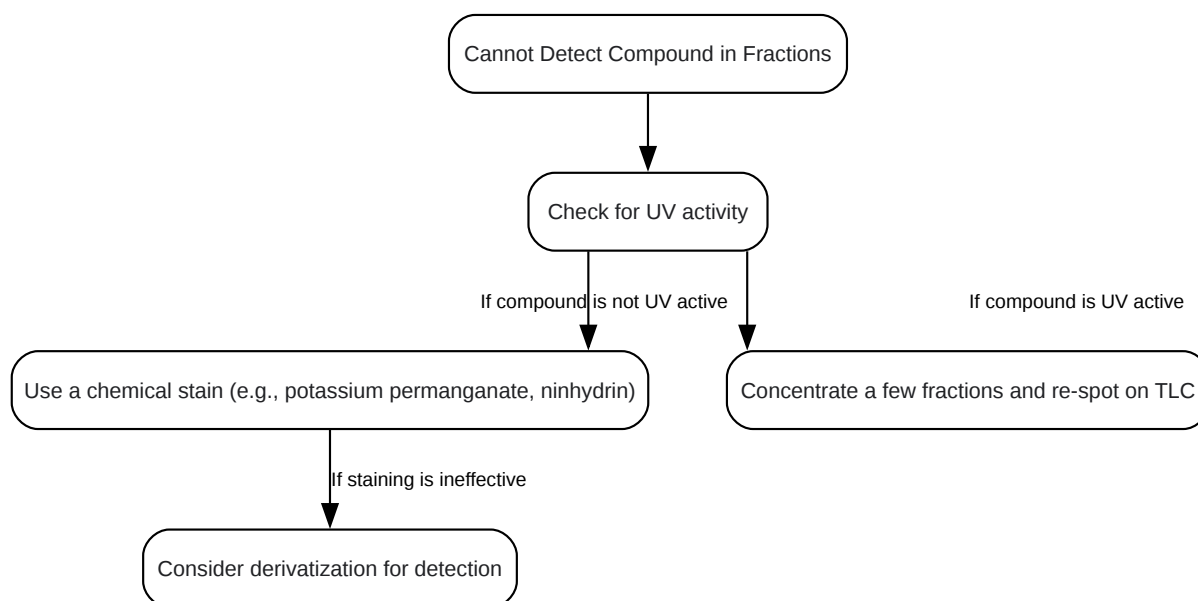 Cannot Detect Compound in Fractions
Check for UV activity
If compound is not UV active
If compound is UV active
Use a chemical stain (e.g., potassium permanganate, ninhydrin)
Concentrate a few fractions and re-spot on TLC
If staining is ineffective
Consider derivatization for detection